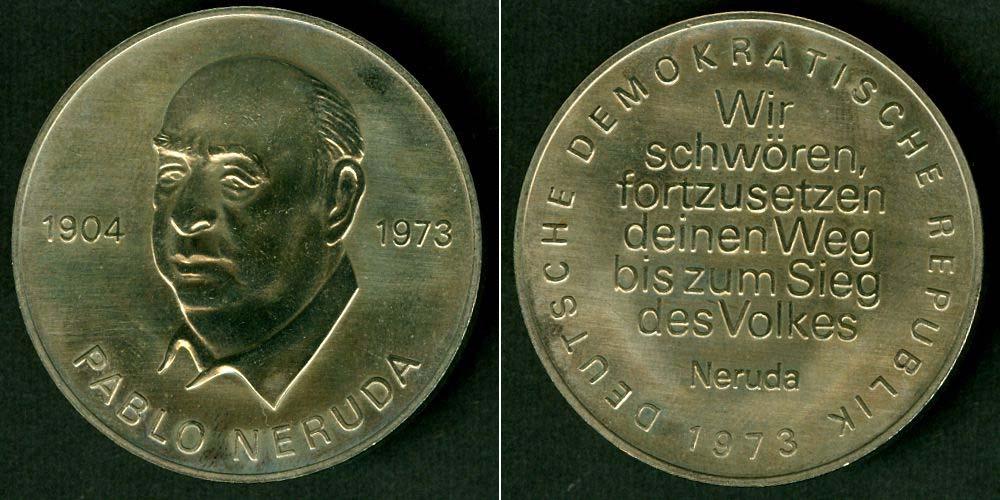 1904
1973
PABLO NERUDA
DEUTSCHE DEMOKRATISCHE REPUBLIK
Wir
schwören,
fortzusetzen
deinen Weg
bis zum Sieg
des Volkes
Neruda
1973